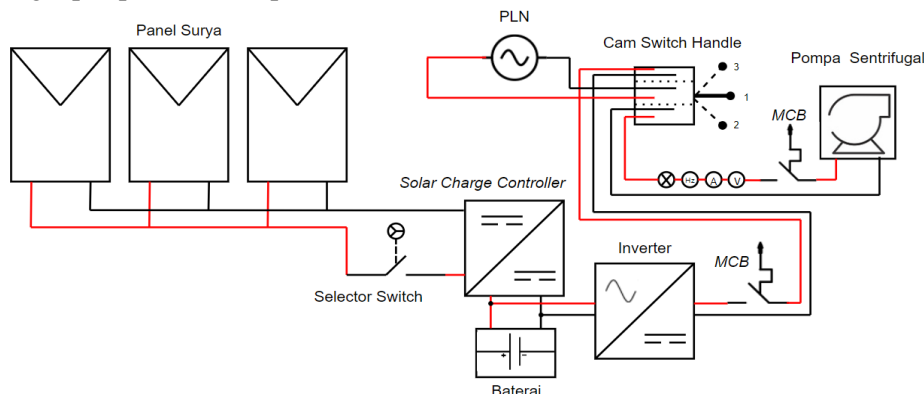 PLN
Panel Surya
Cam Switch Handle
3
Pompa Sentrifugal
1
MCB
2
Hz
A
V
Solar Charge Controller
Inverter
MCB
Selector Switch
+
-
Baterai